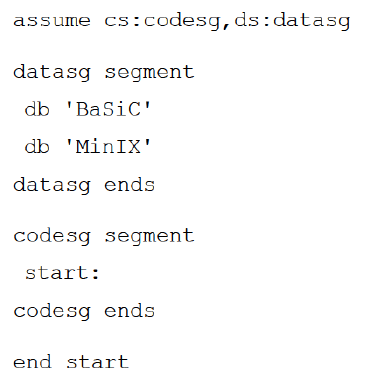 assume cs:codesg,ds:datasg
datasg segment
db 'BaSiC'
db 'MinIX'
datasg ends
codesg segment
start:
codesg ends
end start